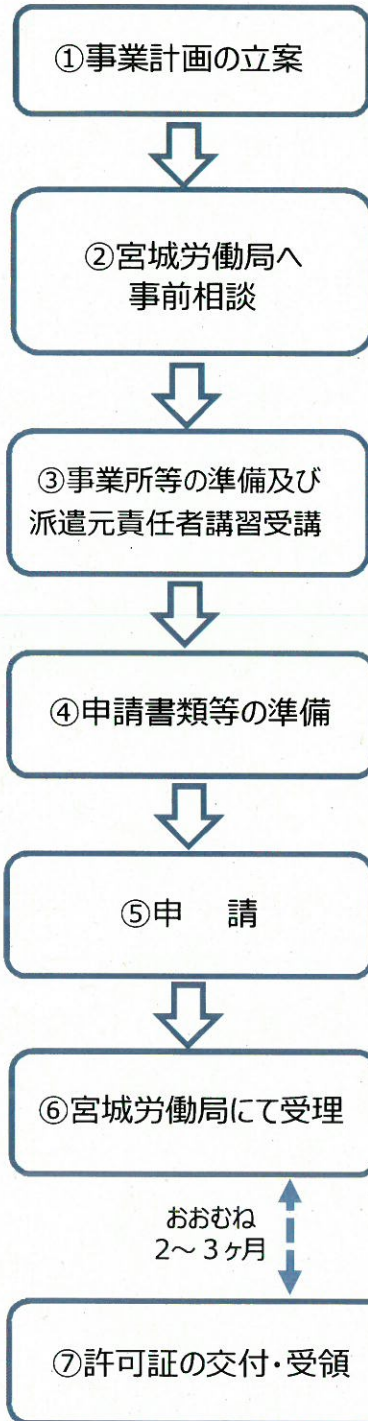 ①事業計画の立案
②宮城労働局へ
事前相談
③事業所等の準備及び
派遣元責任者講習受講
④申請書類等の準備
⑤申　請
⑥宮城労働局にて受理
おおむね
2～3ヶ月
⑦許可証の交付・受領